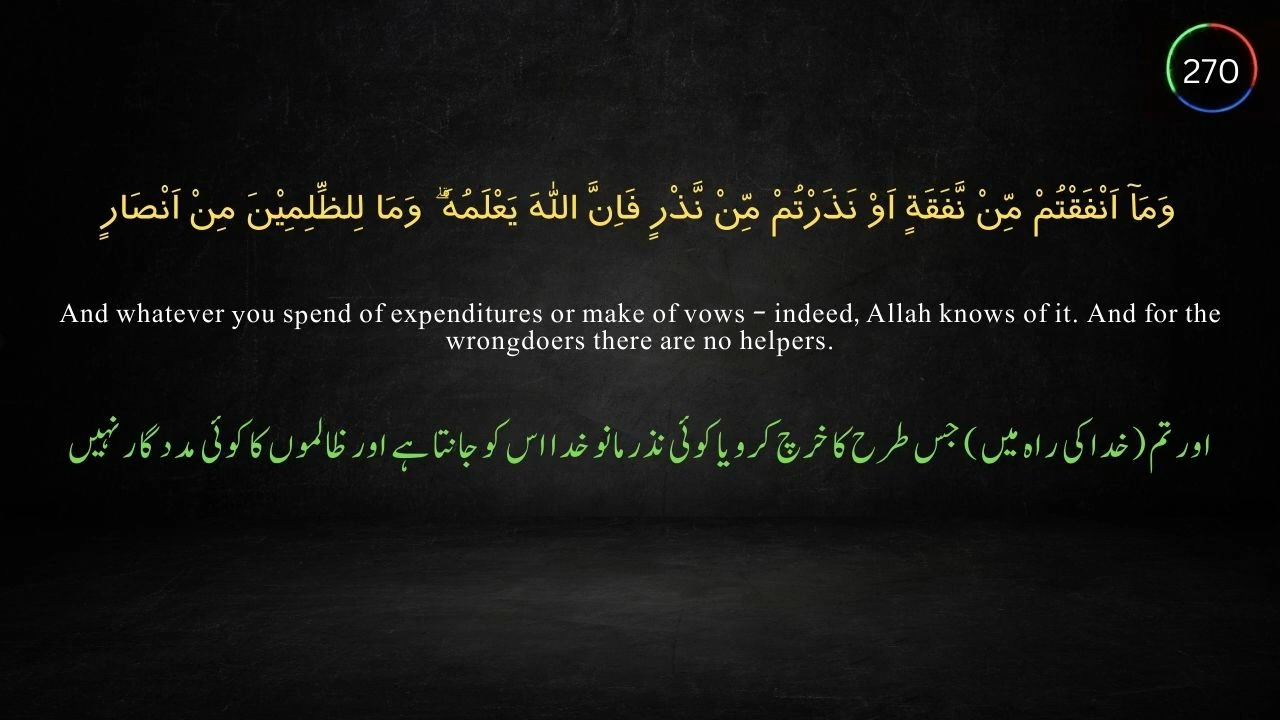 270
وَمَآ اَنْفَقْتُمْ مِّنْ نَّفَقَةٍ اَوْ نَذَرْتُمْ مِّنْ نَّذْرٍ فَاِنَّ اللّٰهَ يَعْلَمُهٗ ؕ وَمَا لِلظّٰلِمِيْنَ مِنْ اَنْصَارٍ
And whatever you spend of expenditures or make of vows – indeed, Allah knows of it. And for the
wrongdoers there are no helpers.
اور تم (خدا کی راہ میں) جس طرح کا خرچ کرو یا کوئی نذر مانو خدا اس کو جانتا ہے اور ظالموں کا کوئی مددگار نہیں